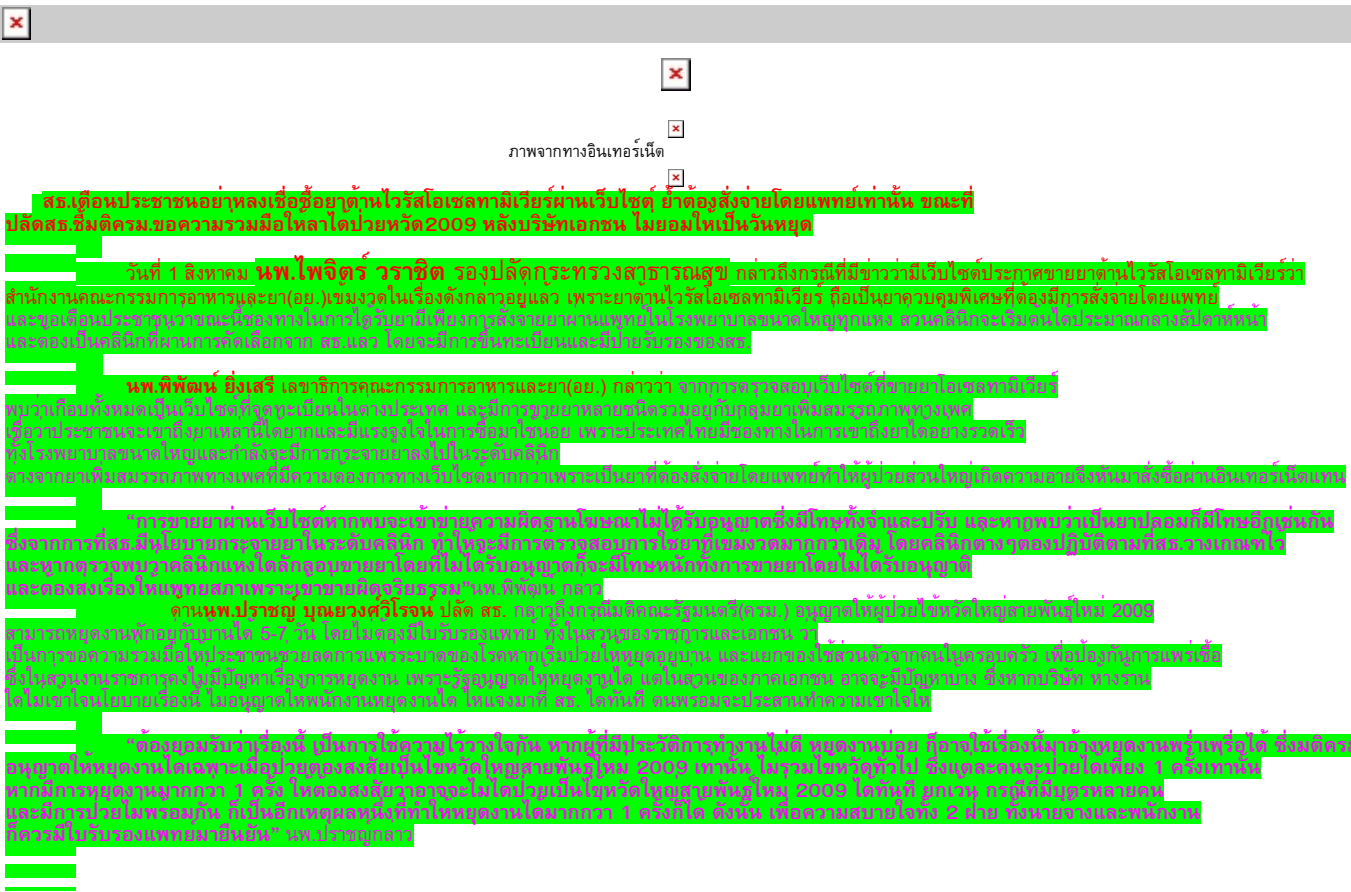 ภาพจากทางอินเทอร์เน็ต
สธ.เตือนประชาชนอย่าหลงเชื่อซื้อยาต้านไวรัสโอเซลทามิเวียร์ผ่านเว็บไซต์ ย้ำต้องสั่งจ่ายโดยแพทย์เท่านั้น ขณะที่
ปลัดสธ.ชี้มติครม.ขอความร่วมมือให้ลาได้ป่วยหวัด2009 หลังบริษัทเอกชน ไม่ยอมให้เป็นวันหยุด
วันที่ 1 สิงหาคม นพ.ไพจิตร์ วราชิต รองปลัดกระทรวงสาธารณสุข กล่าวถึงกรณีที่มีข่าวว่ามีเว็บไซต์ประกาศขายยาต้านไวรัสโอเซลทามิเวียร์ว่า
สำนักงานคณะกรรมการอาหารและยา(อย.)เข้มงวดในเรื่องดังกล่าวอยู่แล้ว เพราะยาต้านไวรัสโอเซลทามิเวียร์ ถือเป็นยาควบคุมพิเศษที่ต้องมีการสั่งจ่ายโดยแพทย์
และขอเตือนประชาชนว่าขณะนี้ช่องทางในการได้รับยามีเพียงการสั่งจ่ายยาผ่านแพทย์ในโรงพยาบาลขนาดใหญ่ทุกแห่ง ส่วนคลินิกจะเริ่มต้นได้ประมาณกลางสัปดาห์หน้า
และต้องเป็นคลินิกที่ผ่านการคัดเลือกจาก สธ.แล้ว โดยจะมีการขึ้นทะเบียนและมีป้ายรับรองของสธ.
นพ.พิพัฒน์ ยิ่งเสรี เลขาธิการคณะกรรมการอาหารและยา(อย.) กล่าวว่า จากการตรวจสอบเว็บไซต์ที่ขายยาโอเซลทามิเวียร์
พบว่าเกือบทั้งหมดเป็นเว็บไซต์ที่จดทะเบียนในต่างประเทศ และมีการขายยาหลายชนิดรวมอยู่กับกลุ่มยาเพิ่มสมรรถภาพทางเพศ
เชื่อว่าประชาชนจะเข้าถึงยาเหล่านี้ได้ยากและมีแรงจูงใจในการซื้อมาใช้น้อย เพราะประเทศไทยมีช่องทางในการเข้าถึงยาได้อย่างรวดเร็ว
ทั้งโรงพยาบาลขนาดใหญ่และกำลังจะมีการกระจายยาลงไปในระดับคลินิก
ต่างจากยาเพิ่มสมรรถภาพทางเพศที่มีความต้องการทางเว็บไซต์มากกว่าเพราะเป็นยาที่ต้องสั่งจ่ายโดยแพทย์ทำให้ผู้ป่วยส่วนใหญ่เกิดความอายจึงหันมาสั่งซื้อผ่านอินเทอร์เน็ตแทน
"การขายยาผ่านเว็บไซต์หากพบจะเข้าข่ายความผิดฐานโฆษณาไม่ได้รับอนุญาตซึ่งมีโทษทั้งจำและปรับ และหากพบว่าเป็นยาปลอมก็มีโทษอีกเช่นกัน
ซึ่งจากการที่สธ.มีนโยบายกระจายยาในระดับคลินิก ทำให้จะมีการตรวจสอบการใช้ยาที่เข้มงวดมากกว่าเดิม โดยคลินิกต่างๆต้องปฏิบัติตามที่สธ.วางเกณฑ์ไว้
และหากตรวจพบว่าคลินิกแห่งใดลักลอบขายยาโดยที่ไม่ได้รับอนุญาตก็จะมีโทษหนักทั้งการขายยาโดยไม่ได้รับอนุญาติ
และต้องส่งเรื่องให้แพทยสภาเพราะเข้าข่ายผิดจริยธรรม"นพ.พิพัฒน์ กล่าว
ด้านนพ.ปราชญ์ บุณยวงศ์วิโรจน์ ปลัด สธ. กล่าวถึงกรณีมติคณะรัฐมนตรี(ครม.) อนุญาตให้ผู้ป่วยไข้หวัดใหญ่สายพันธุ์ใหม่ 2009
สามารถหยุดงานพักอยู่กับบ้านได้ 5-7 วัน โดยไม่ต้องมีใบรับรองแพทย์ ทั้งในส่วนของราชการและเอกชน ว่า
เป็นการขอความร่วมมือให้ประชาชนช่วยลดการแพร่ระบาดของโรคหากเริ่มป่วยให้หยุดอยู่บ้าน และแยกของใช้ส่วนตัวจากคนในครอบครัว เพื่อป้องกันการแพร่เชื้อ
ซึ่งในส่วนงานราชการคงไม่มีปัญหาเรื่องการหยุดงาน เพราะรัฐอนุญาตให้หยุดงานได้ แต่ในส่วนของภาคเอกชน อาจจะมีปัญหาบ้าง ซึ่งหากบริษัท ห้างร้าน
ใดไม่เข้าใจนโยบายเรื่องนี้ ไม่อนุญาตให้พนักงานหยุดงานได้ ให้แจ้งมาที่ สธ. ได้ทันที ตนพร้อมจะประสานทำความเข้าใจให้
"ต้องยอมรับว่าเรื่องนี้ เป็นการใช้ความไว้วางใจกัน หากผู้ที่มีประวัติการทำงานไม่ดี หยุดงานบ่อย ก็อาจใช้เรื่องนี้มาอ้างหยุดงานพร่ำเพรื่อได้ ซึ่งมติครม
อนุญาตให้หยุดงานได้เฉพาะเมื่อป่วยต้องสงสัยเป็นไข้หวัดใหญ่สายพันธุ์ใหม่ 2009 เท่านั้น ไม่รวมไข้หวัดทั่วไป ซึ่งแต่ละคนจะป่วยได้เพียง 1 ครั้งเท่านั้น
หากมีการหยุดงานมากกว่า 1 ครั้ง ให้ต้องสงสัยว่าอาจจะไม่ได้ป่วยเป็นไข้หวัดใหญ่สายพันธุ์ใหม่ 2009 ได้ทันที ยกเว้น กรณีที่มีบุตรหลายคน
และมีการป่วยไม่พร้อมกัน ก็เป็นอีกเหตุผลหนึ่งที่ทำให้หยุดงานได้มากกว่า 1 ครั้งก็ได้ ดังนั้น เพื่อความสบายใจทั้ง 2 ฝ่าย ทั้งนายจ้างและพนักงาน
ก็ควรมีใบรับรองแพทย์มายืนยัน" นพ.ปราชญ์กล่าว